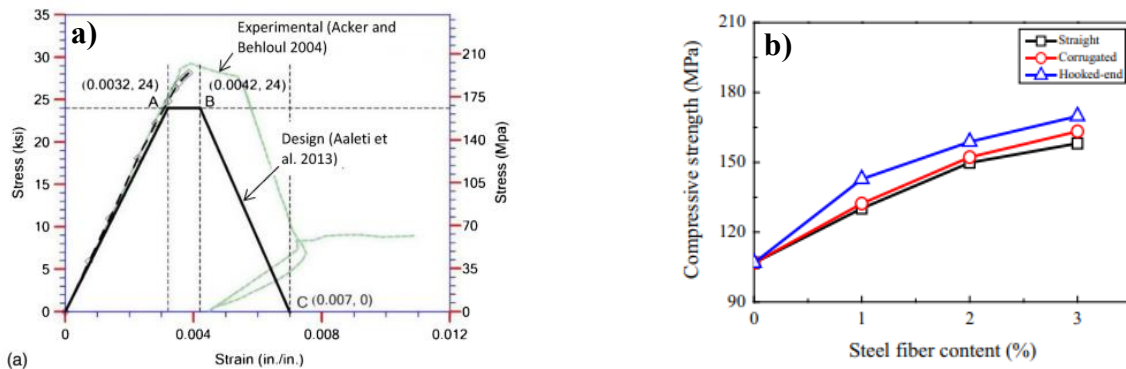 a)
Experimental (Acker and
Behloul 2004)
(0.0032, 24)
(0.0042, 24)
A
B
Design (Aaleti et
al. 2013)
C (0.007, 0)
35
30
25
20
15
10
5
0
Stress (ksi)
210
175
140
105
70
35
0
Stress (Mpa)
0
0.004
0.008
0.012
Strain (in./in.)
(a)
b)
Straight
Corrugated
Hooked-end
210
180
150
120
90
Compressive strength (MPa)
0
1
2
3
Steel fiber content (%)